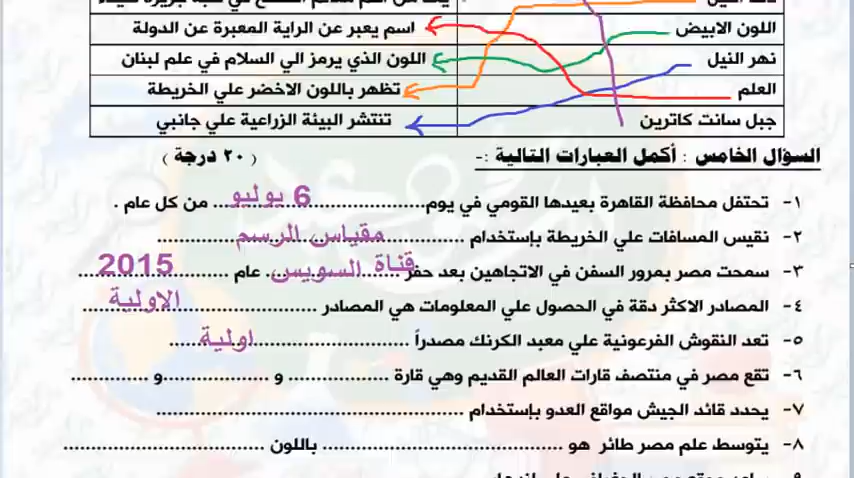 اللون الابيض
اسم يعبر عن الراية المعبرة عن الدولة
نهر النيل
اللون الذي يرمز الي السلام في علم لبنان
العلم
تظهر باللون الاخضر علي الخريطة
جبل سانت كاترين
تنتشر البيئة الزراعية علي جانبي
السؤال الخامس : أكمل العبارات التالية :- ( ٢٠ درجة )
١- تحتفل محافظة القاهرة بعيدها القومي في يوم 6 يوليو من كل عام .
٢- نقيس المسافات علي الخريطة بإستخدام مقياس الرسم
٣- سمحت مصر بمرور السفن في الاتجاهين بعد حفر قناة السويس عام 2015
٤- المصادر الاكثر دقة في الحصول علي المعلومات هي المصادر الاولية
٥- تعد النقوش الفرعونية علي معبد الكرنك مصدراً اولية
٦- تقع مصر في منتصف قارات العالم القديم وهي قارة .................. و ..................و ..............
٧- يحدد قائد الجيش مواقع العدو بإستخدام ..................
٨- يتوسط علم مصر طائر هو .................. باللون ..................